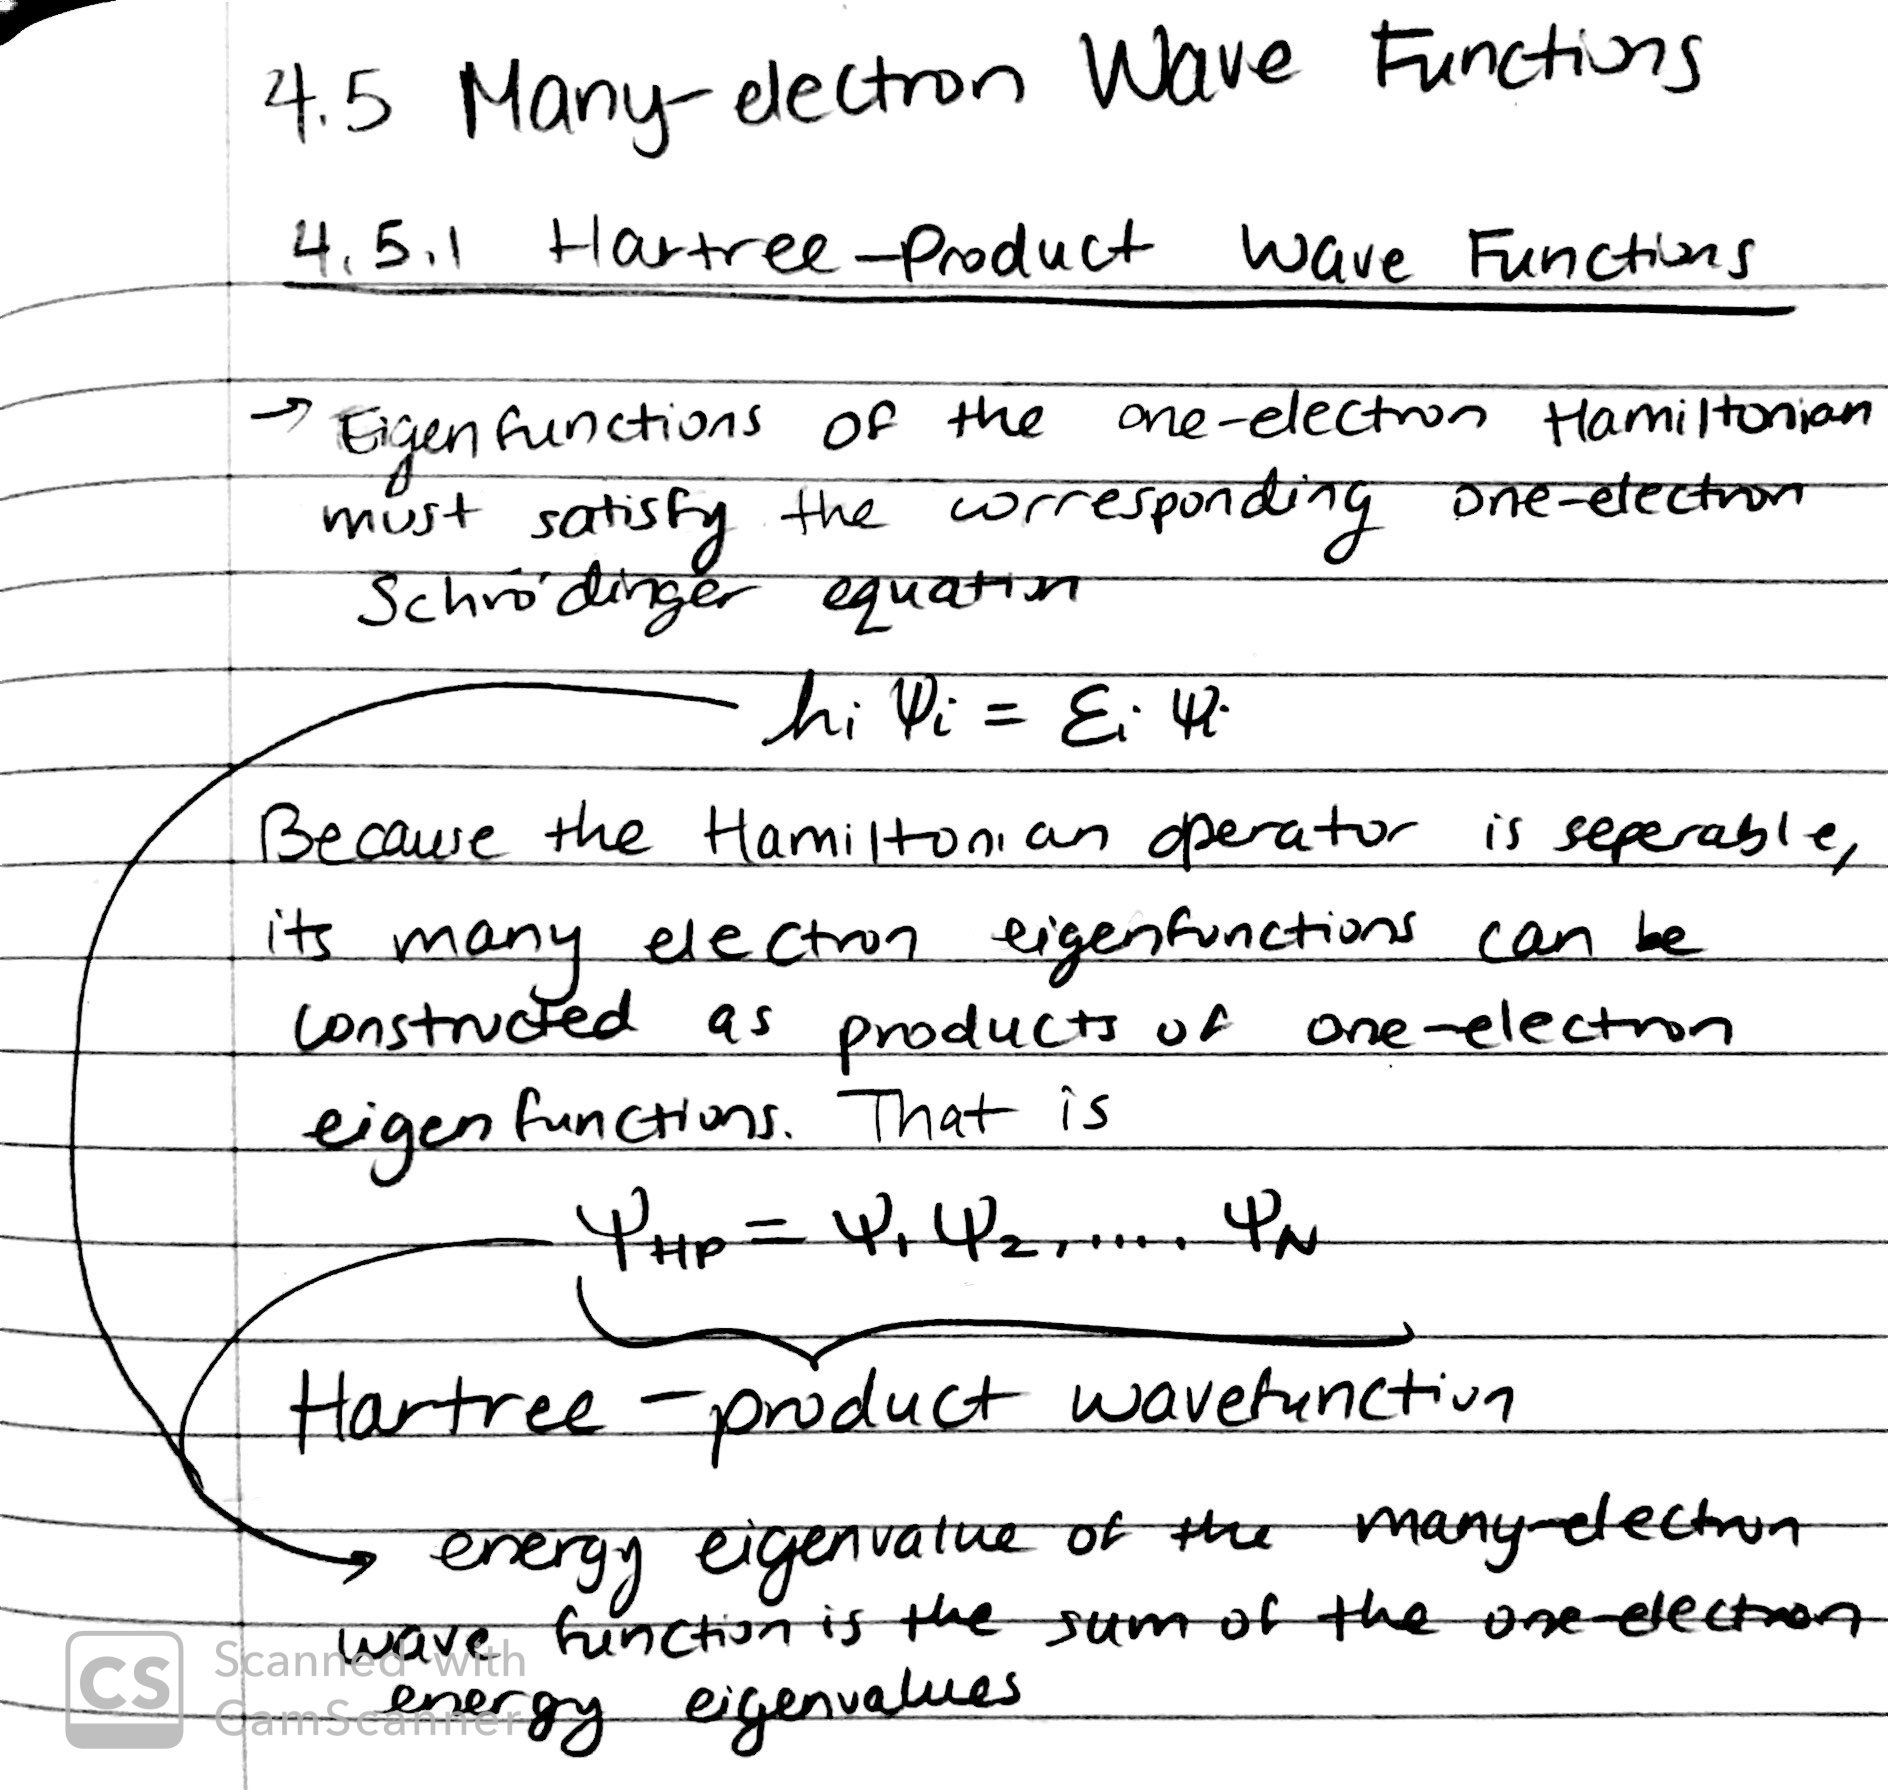 4.5 Many-electron Wave Functions
4.5.1 Hartree-Product Wave Functions
→ Eigenfunctions of the one-electron Hamiltonian
must satisfy the corresponding one-electron
Schrödinger equation
hi Ψi = Ɛi Ψi
Because the Hamiltonian operator is seperable,
its many electron eigenfunctions can be
constructed as products of one-electron
eigenfunctions. That is
ΨHP = Ψ1 Ψ2, ..... ΨN
Hartree-product wavefunction
energy eigenvalue of the many-electron
wave function is the sum of the one-electron
energy eigenvalues
CS Scanned with
CamScanner